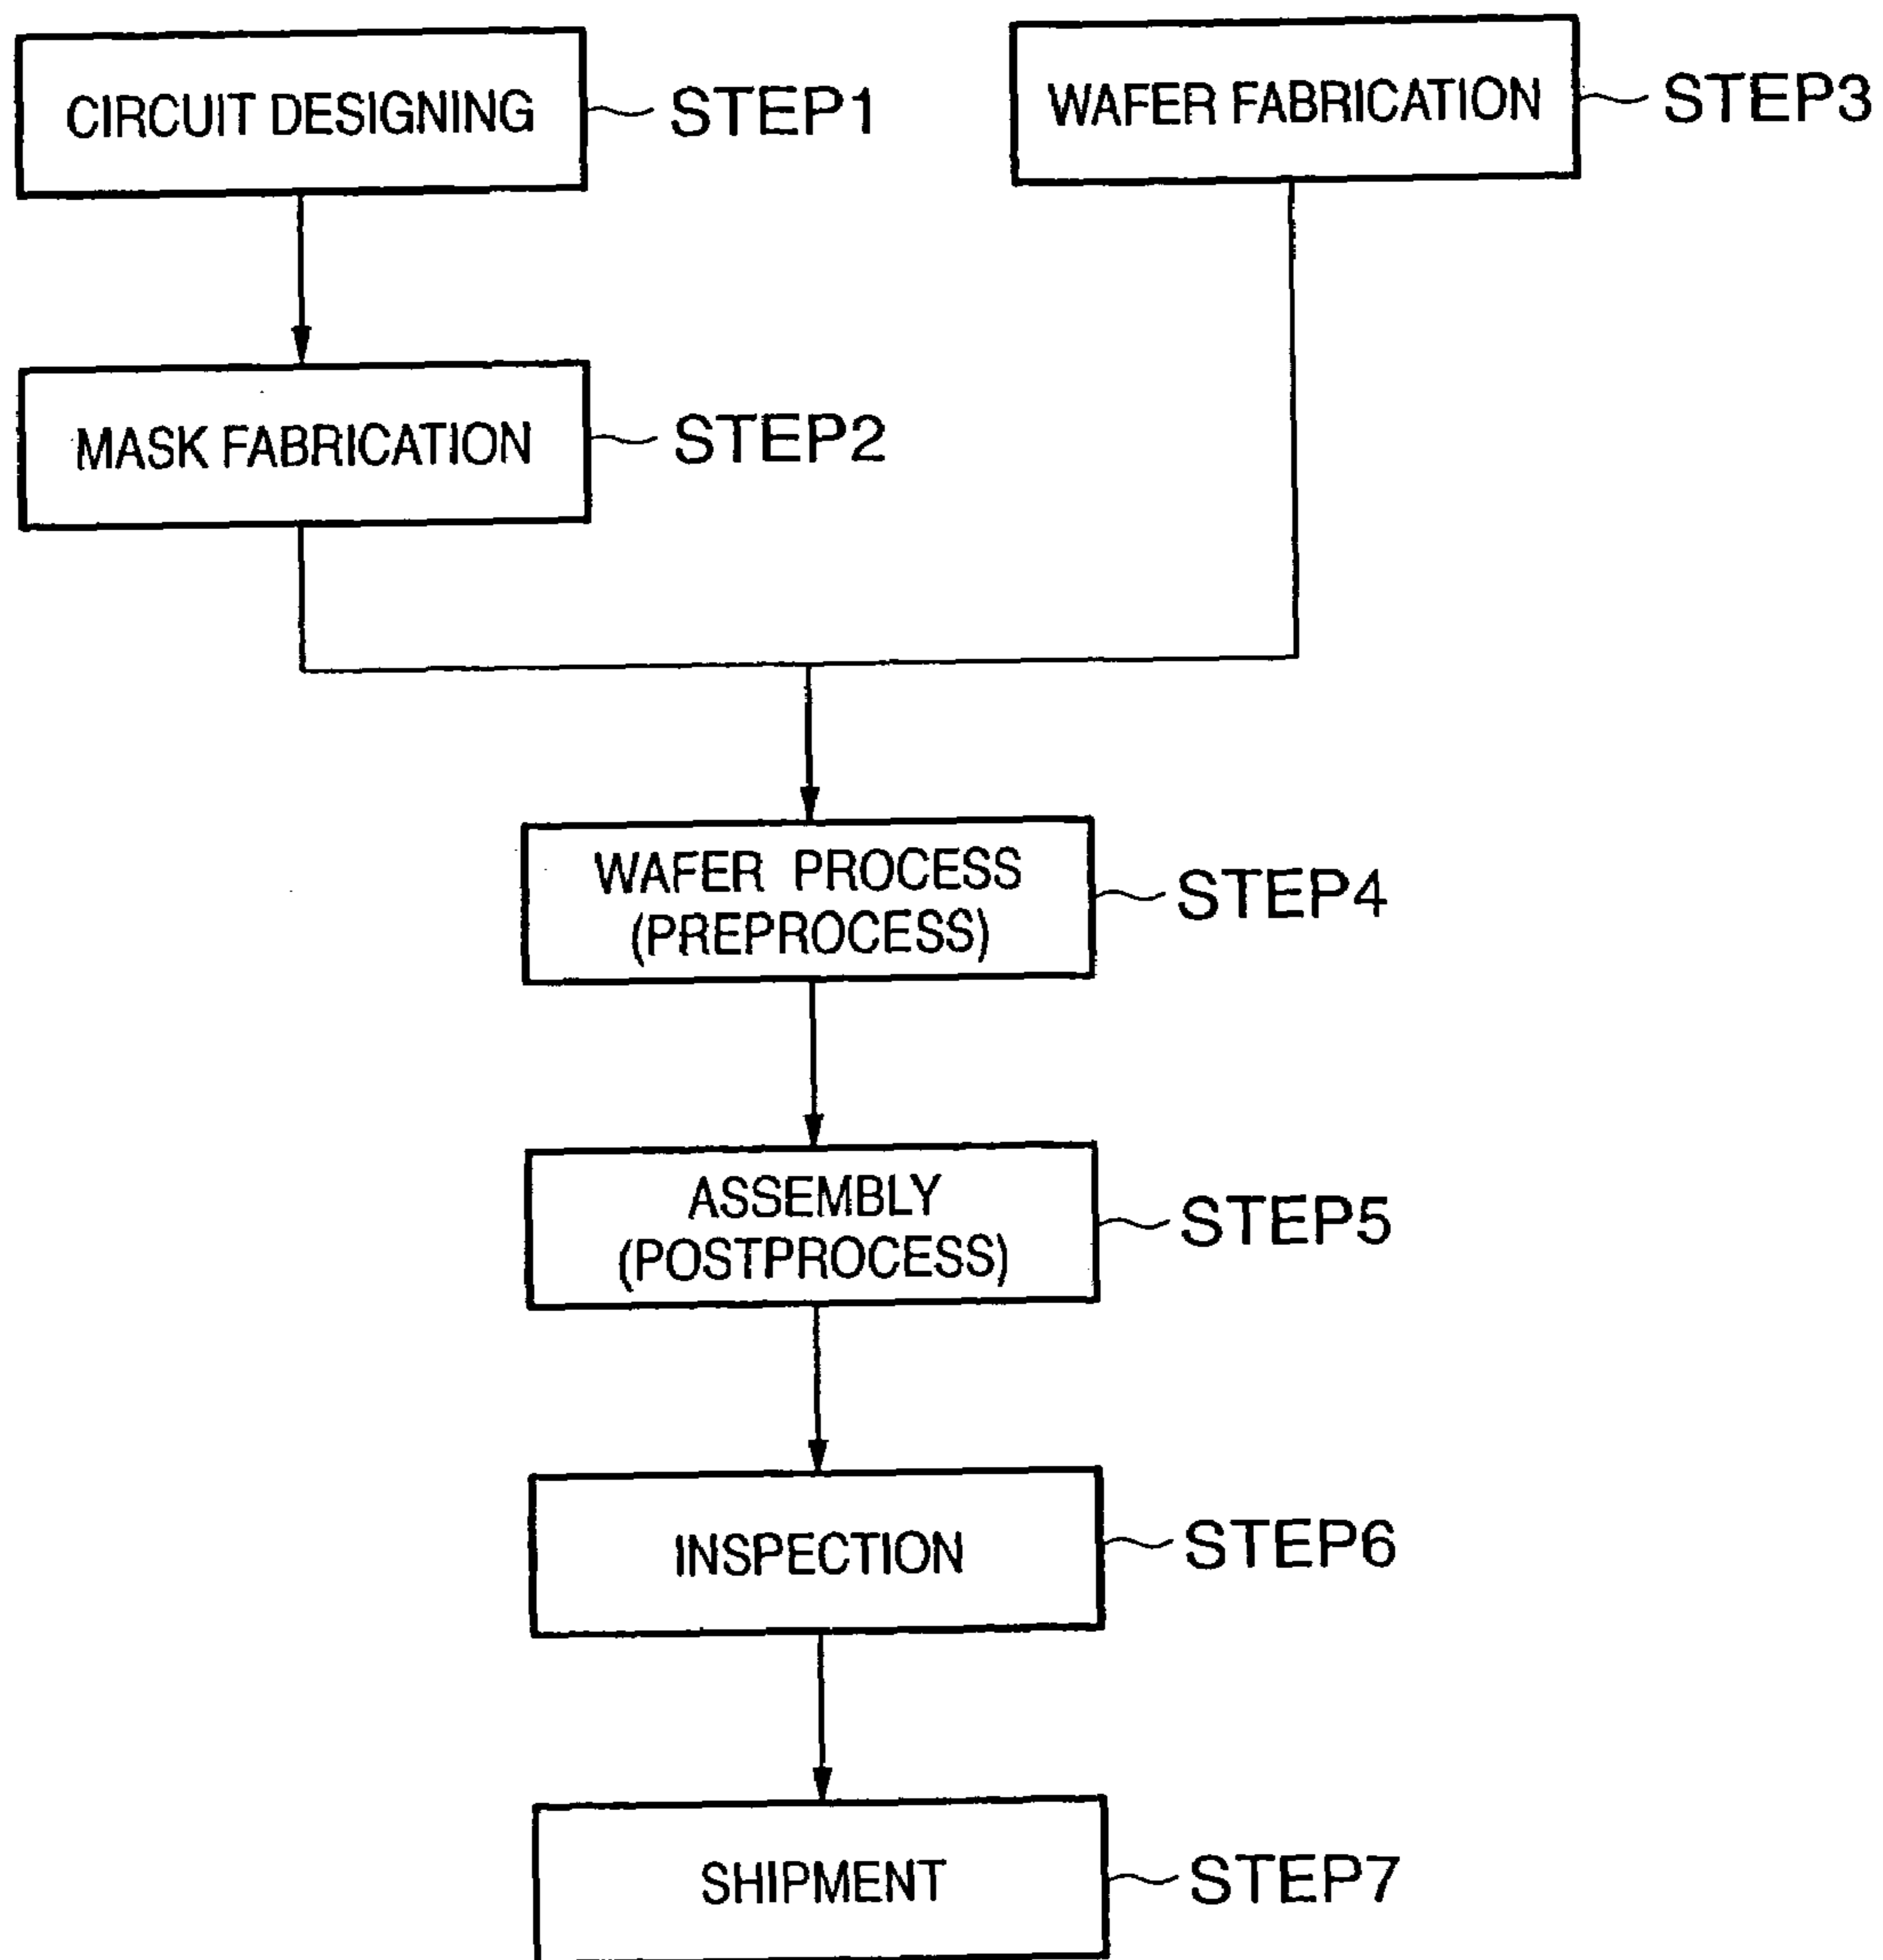 CIRCUIT DESIGNING
STEP1
WAFER FABRICATION
STEP3
MASK FABRICATION
STEP2
WAFER PROCESS
(PREPROCESS)
STEP4
ASSEMBLY
(POSTPROCESS)
STEP5
INSPECTION
STEP6
SHIPMENT
STEP7